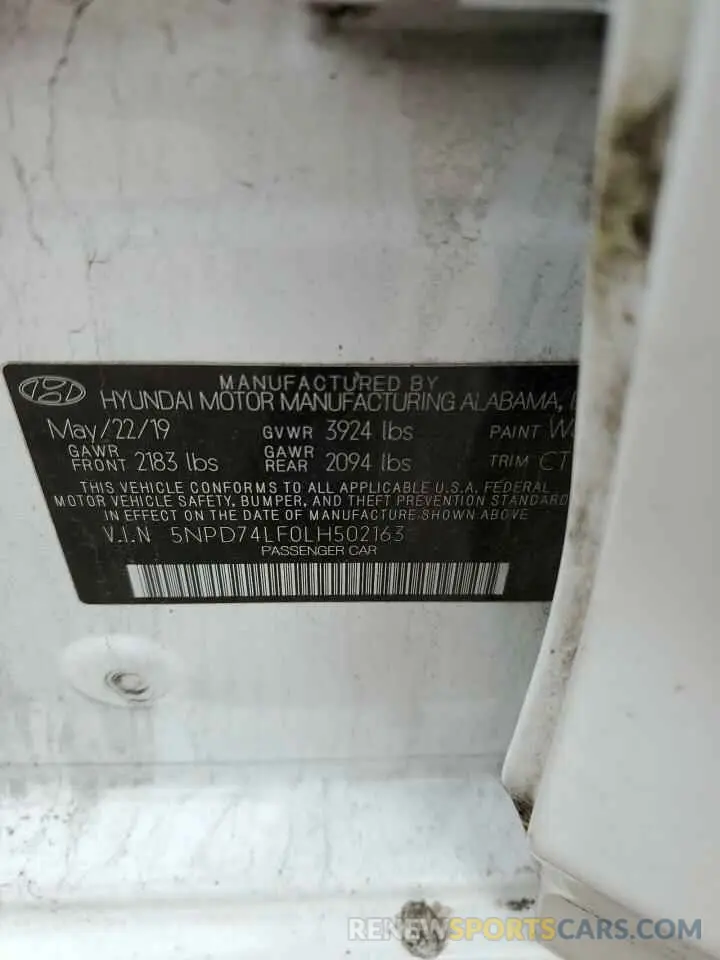 MANUFACTURED BY
HYUNDAI MOTOR MANUFACTURING ALABAMA,
May/22/19 GVWR 3924 lbs PAINT
GAWR FRONT 2183 lbs GAWR REAR 2094 lbs TRIM CT
THIS VEHICLE CONFORMS TO ALL APPLICABLE U.S.A. FEDERAL
MOTOR VEHICLE SAFETY, BUMPER, AND THEFT PREVENTION STANDARD
IN EFFECT ON THE DATE OF MANUFACTURE SHOWN ABOVE
V.I.N 5NPD74LF0LH502163
PASSENGER CAR
RENEWSPORTSCARS.COM